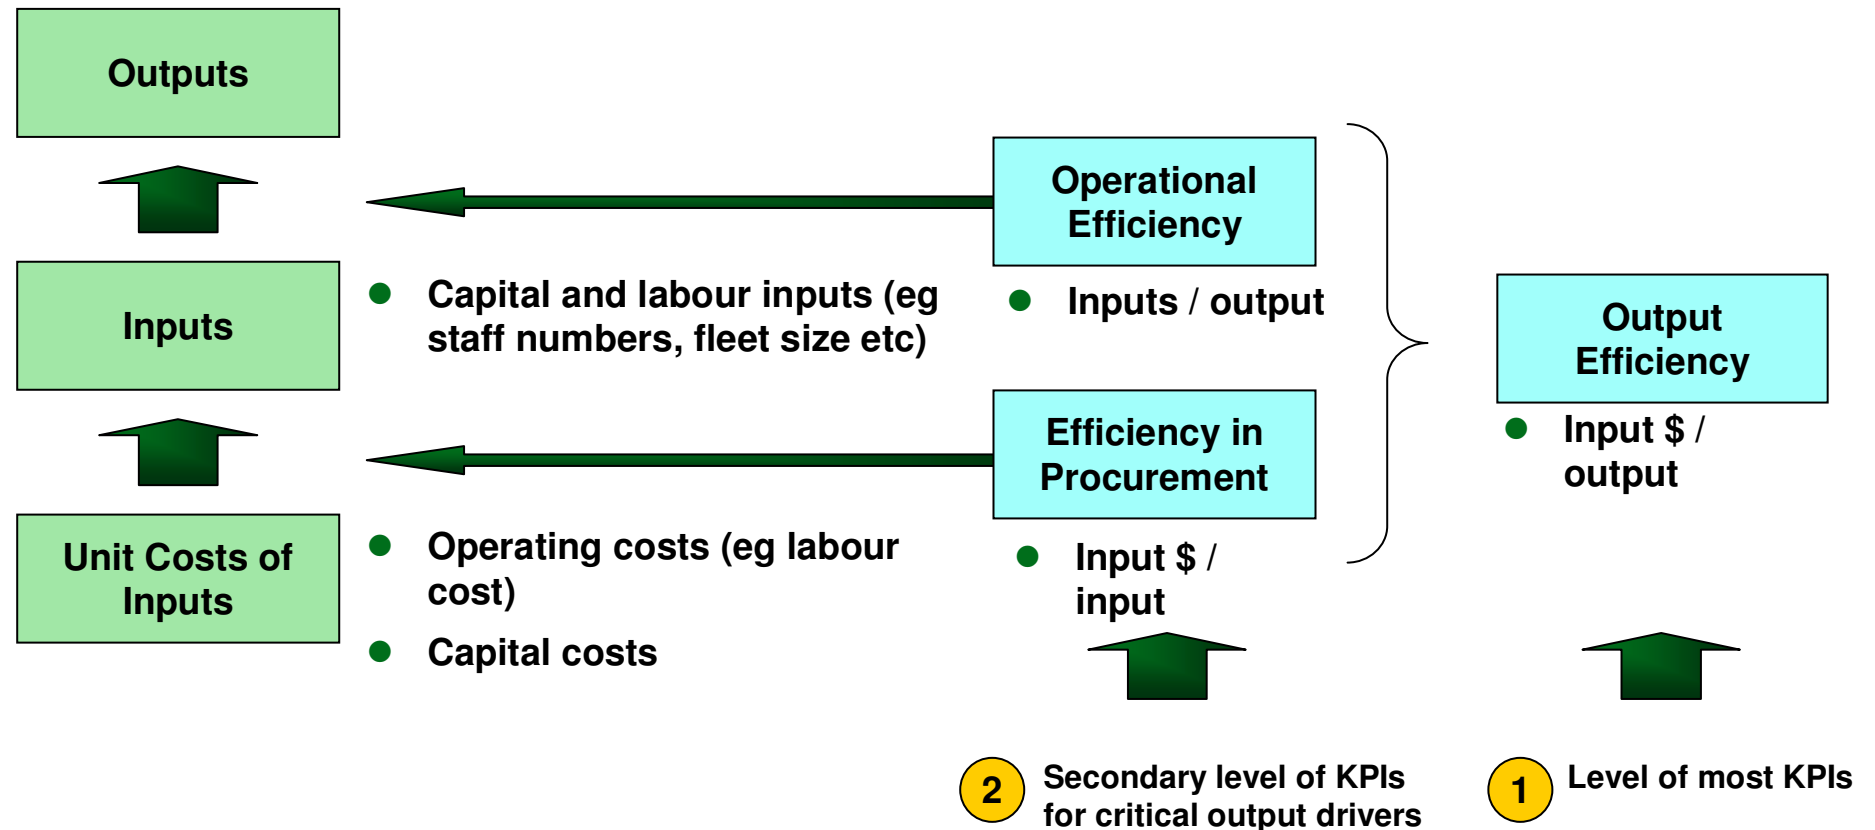 Outputs
Operational
Efficiency
Inputs / output
Inputs
Capital and labour inputs (eg
staff numbers, fleet size etc)
Output
Efficiency
Input $ /
output
Efficiency in
Procurement
Input $ /
input
Unit Costs of
Inputs
Operating costs (eg labour
cost)
Capital costs
2
Secondary level of KPIs
for critical output drivers
1
Level of most KPIs